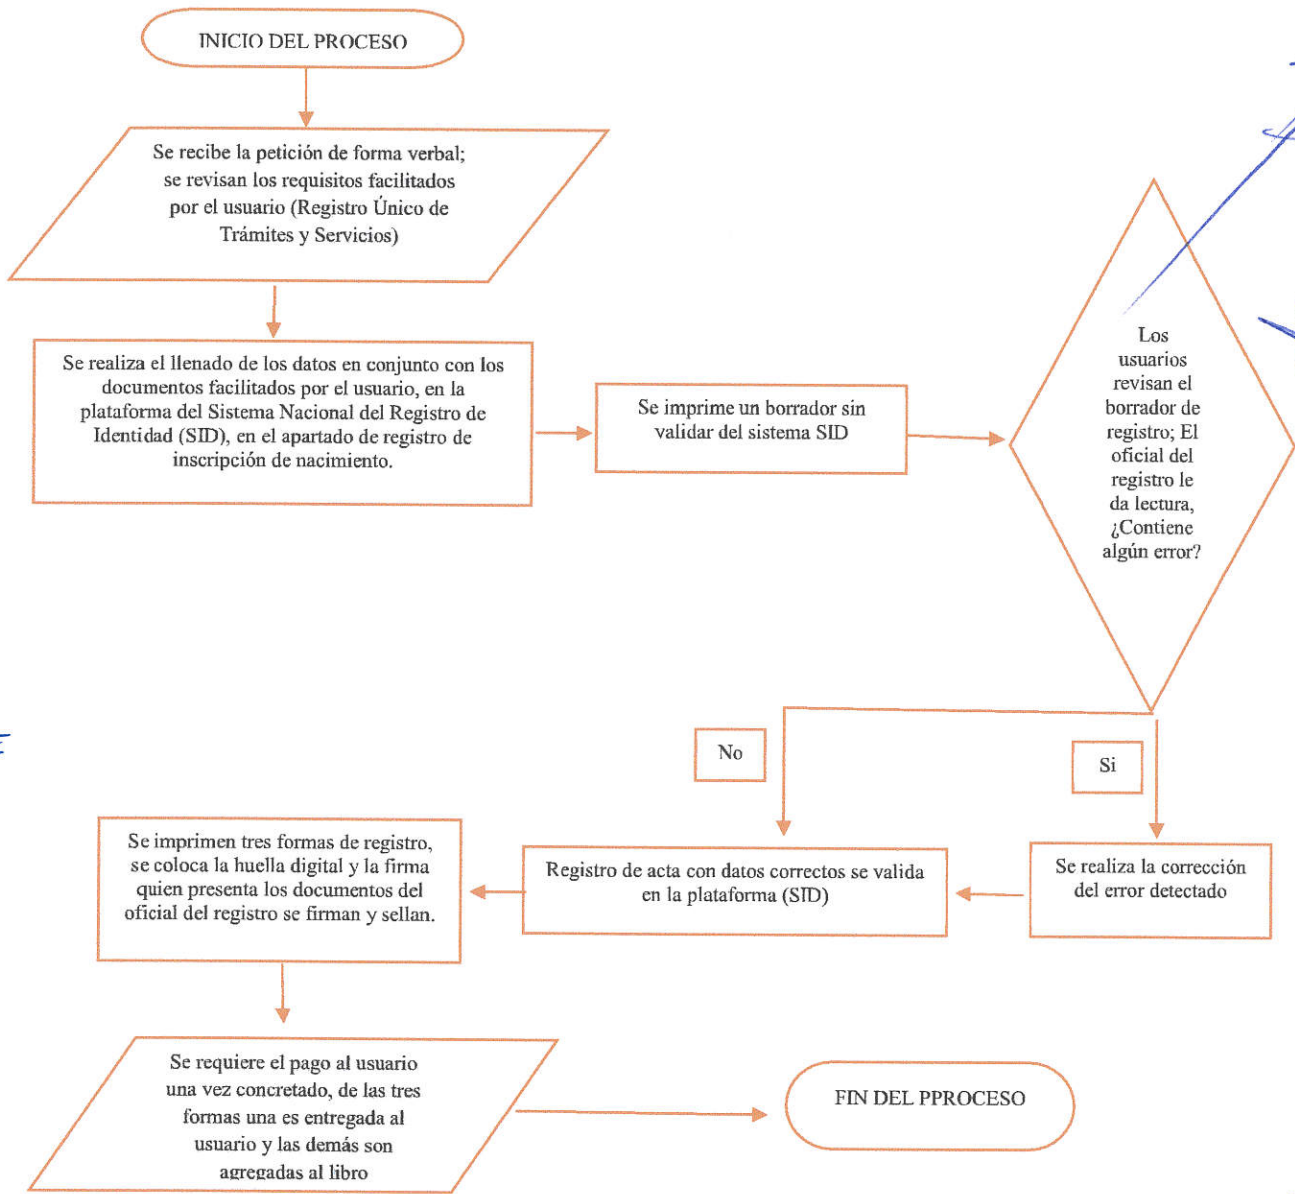 INICIO DEL PROCESO
Se recibe la petición de forma verbal;
se revisan los requisitos facilitados
por el usuario (Registro Único de
Trámites y Servicios)
Se realiza el llenado de los datos en conjunto con los
documentos facilitados por el usuario, en la
plataforma del Sistema Nacional del Registro de
Identidad (SID), en el apartado de registro de
inscripción de nacimiento.
Se imprime un borrador sin
validar del sistema SID
Los
usuarios
revisan el
borrador de
registro; El
oficial del
registro le
da lectura,
¿Contiene
algún error?
No
Si
Se realiza la corrección
del error detectado
Registro de acta con datos correctos se valida
en la plataforma (SID)
Se imprimen tres formas de registro,
se coloca la huella digital y la firma
quien presenta los documentos del
oficial del registro se firman y sellan.
Se requiere el pago al usuario
una vez concretado, de las tres
formas una es entregada al
usuario y las demás son
agregadas al libro
FIN DEL PPROCESO